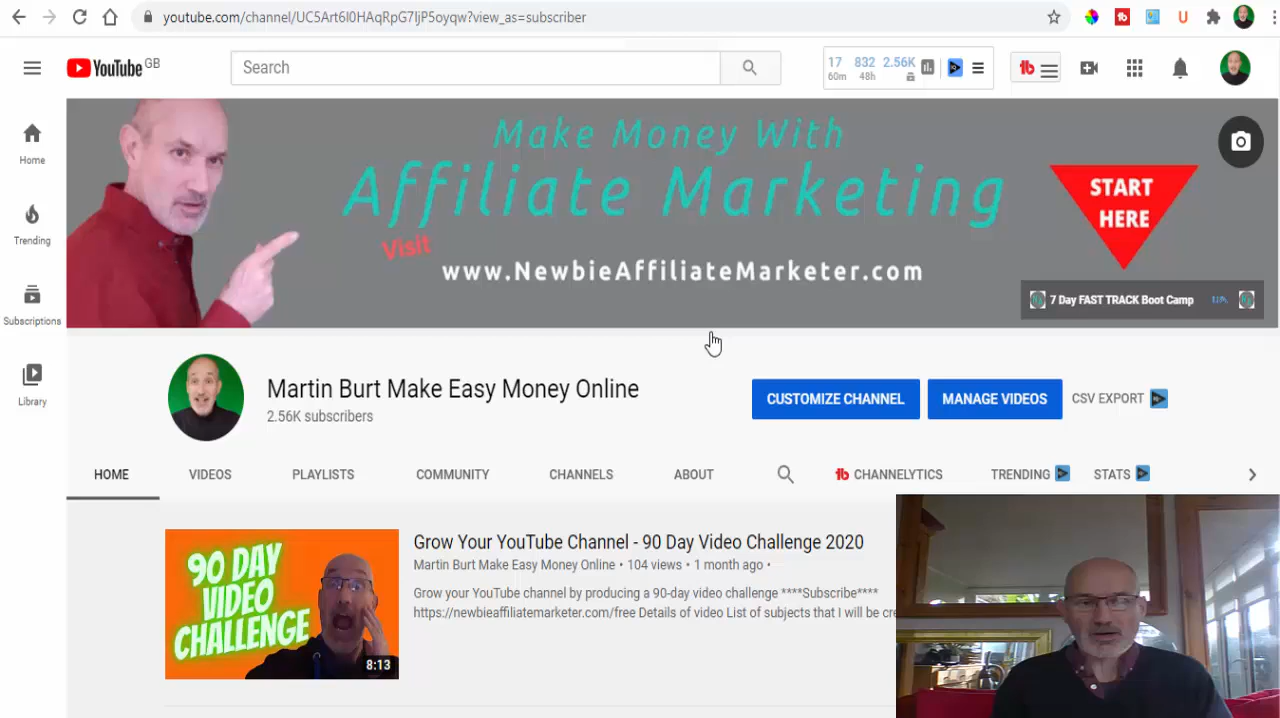 youtube.com/channel/UC5Art6I0HAqRpG7IjP5oyqw?view_as=subscriber
YouTube GB
Search
17 832 2.56K
60m 48h
Make Money With
Affiliate Marketing
Visit
www.NewbieAffiliateMarketer.com
START
HERE
7 Day FAST TRACK Boot Camp
Home
Trending
Subscriptions
Library
Martin Burt Make Easy Money Online
2.56K subscribers
CUSTOMIZE CHANNEL
MANAGE VIDEOS
CSV EXPORT
HOME VIDEOS PLAYLISTS COMMUNITY CHANNELS ABOUT CHANNELYTICS TRENDING STATS
90 DAY
VIDEO
CHALLENGE
8:13
Grow Your YouTube Channel - 90 Day Video Challenge 2020
Martin Burt Make Easy Money Online • 104 views • 1 month ago •
Grow your YouTube channel by producing a 90-day video challenge ****Subscribe****
https://newbieaffiliatemarketer.com/free Details of video List of subjects that I will be cre